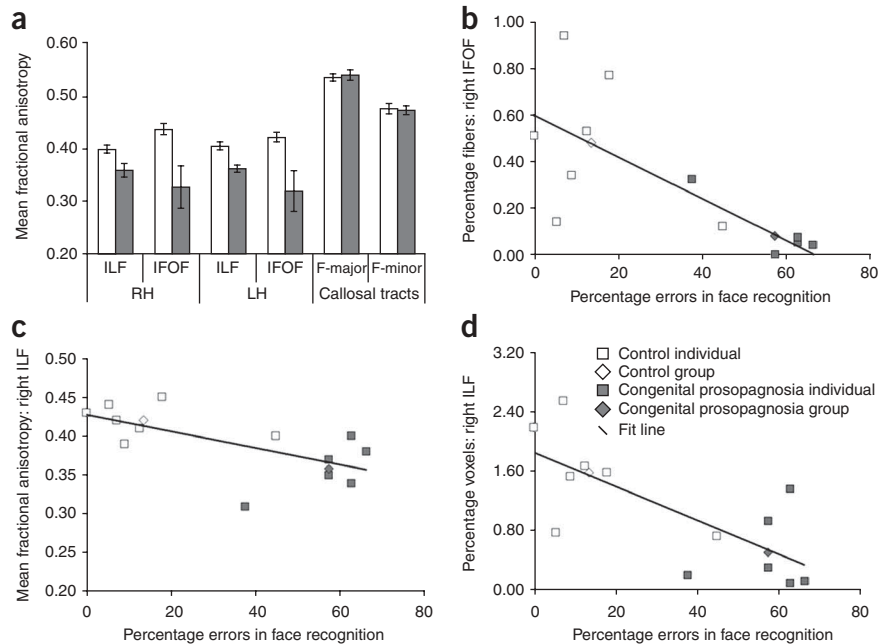 a
Mean fractional anisotropy
0.60
0.50
0.40
0.30
0.20
ILF IFOF ILF IFOF F-major F-minor
RH LH Callosal tracts
b
Percentage fibers: right IFOF
1.00
0.80
0.60
0.40
0.20
0.00
0 20 40 60 80
Percentage errors in face recognition
c
Mean fractional anisotropy: right ILF
0.50
0.45
0.40
0.35
0.30
0.25
0.20
0 20 40 60 80
Percentage errors in face recognition
d
Percentage voxels: right ILF
3.20
2.40
1.60
0.80
0.00
Control individual
Control group
Congenital prosopagnosia individual
Congenital prosopagnosia group
Fit line
0 20 40 60 80
Percentage errors in face recognition